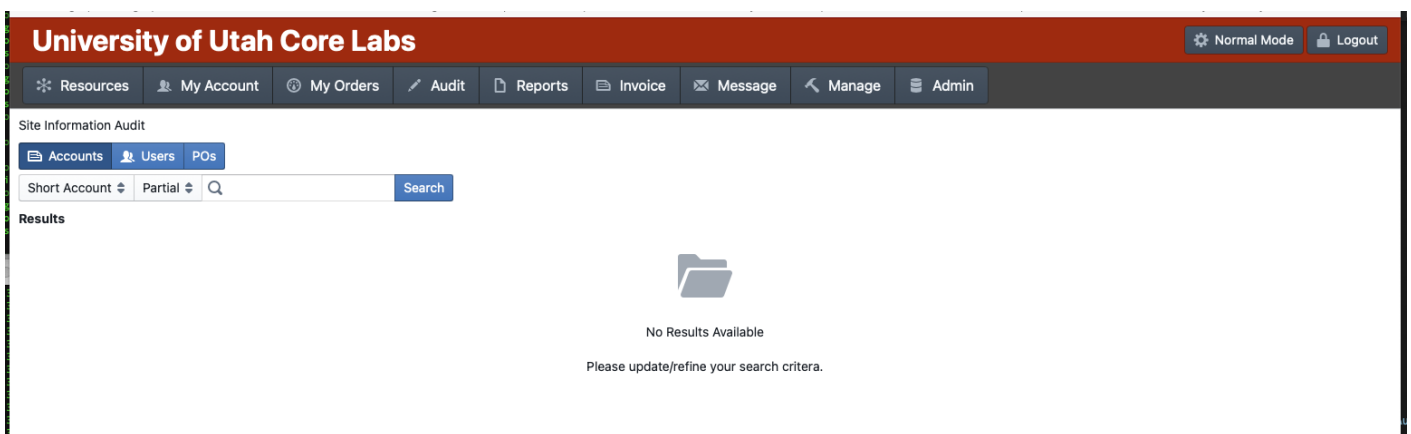 University of Utah Core Labs
Normal Mode Logout
Resources My Account My Orders Audit Reports Invoice Message Manage Admin
Site Information Audit
Accounts Users POs
Short Account Partial Search
Results
No Results Available
Please update/refine your search critera.